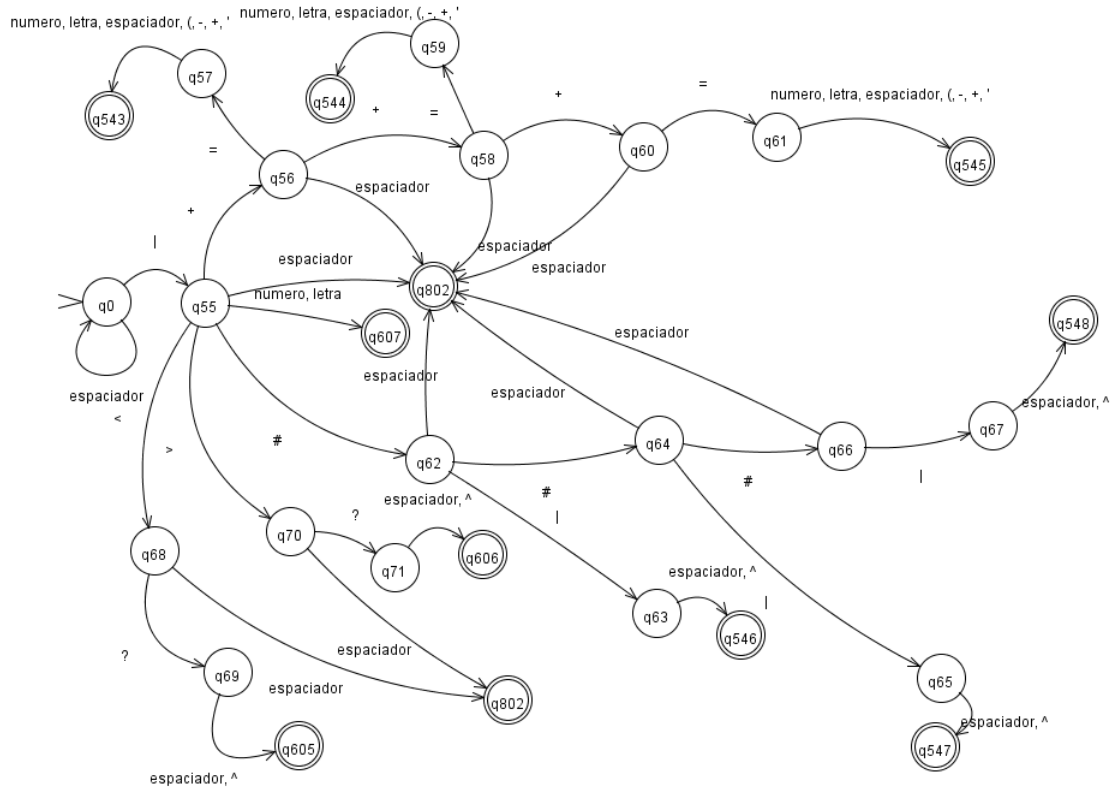 numero, letra, espaciador, (, -, +, '
numero, letra, espaciador, (, -, +, '
q59
q57
q544
q543
=
numero, letra, espaciador, (, -, +, '
+
+
=
q61
=
q58
q60
q545
q56
espaciador
+
|
espaciador
espaciador
espaciador
q0
q55
numero, letra
q802
q607
q548
espaciador
espaciador
espaciador
espaciador
espaciador, ^
<
>
#
q62
q64
q66
q67
espaciador, ^
#
#
|
|
q68
q70
?
q71
q606
espaciador, ^
|
q63
q546
?
q69
espaciador
espaciador
q802
q65
q605
espaciador, ^
q547
espaciador, ^